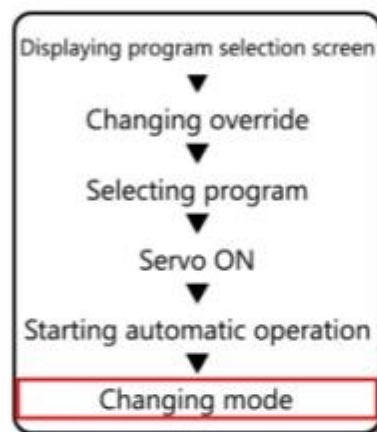 Displaying program selection screen
Changing override
Selecting program
Servo ON
Starting automatic operation
Changing mode